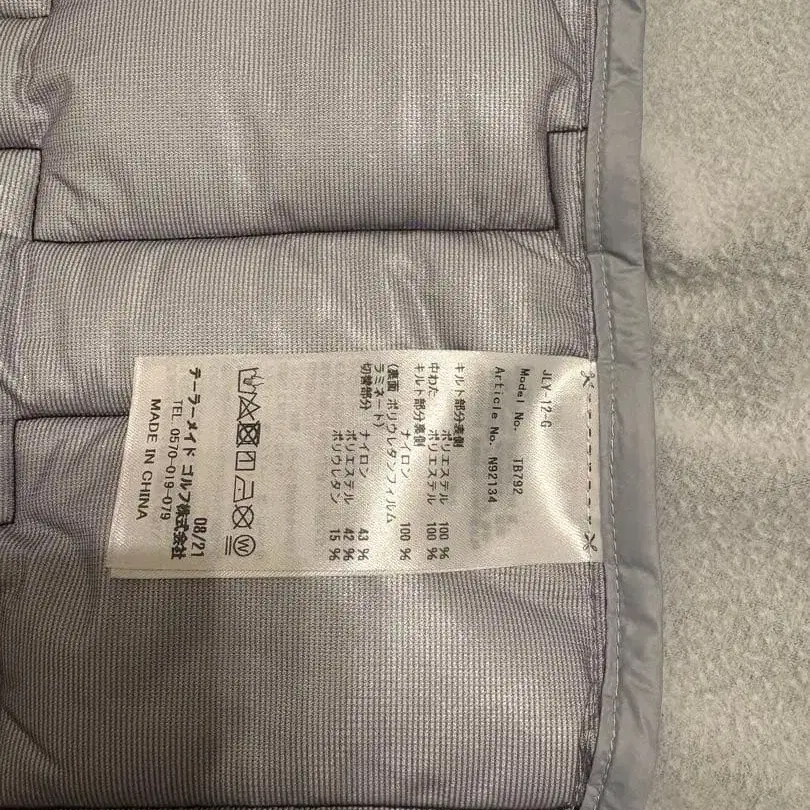 JLY-12-G
Model No. TB792
Article No. N92134
キルト部分表側 ポリエステル 100 %
中わた ポリエステル 100 %
キルト部分裏側 ナイロン 100 %
(裏面 ポリウレタンフィルム
ラミネート)
切替部分 ナイロン 43 %
ポリエステル 42 %
ポリウレタン 15 %
W
08/21
テーラーメイド ゴルフ株式会社
TEL 0570-019-079
MADE IN CHINA